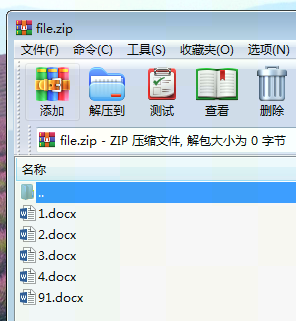 file.zip
文件(F) 命令(C) 工具(S) 收藏夹(O) 选项(N)
添加 解压到 测试 查看 删除
file.zip - ZIP 压缩文件, 解包大小为 0 字节
名称
..
1.docx
2.docx
3.docx
4.docx
91.docx